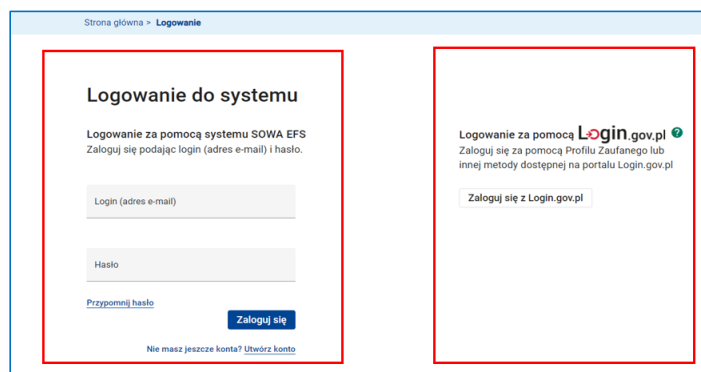 Strona główna > Logowanie
Logowanie do systemu
Logowanie za pomocą systemu SOWA EFS
Zaloguj się podając login (adres e-mail) i hasło.
Login (adres e-mail)
Hasło
Przypomnij hasło
Zaloguj się
Nie masz jeszcze konta? Utwórz konto
Logowanie za pomocą Login.gov.pl ?
Zaloguj się za pomocą Profilu Zaufanego lub
innej metody dostępnej na portalu Login.gov.pl
Zaloguj się z Login.gov.pl